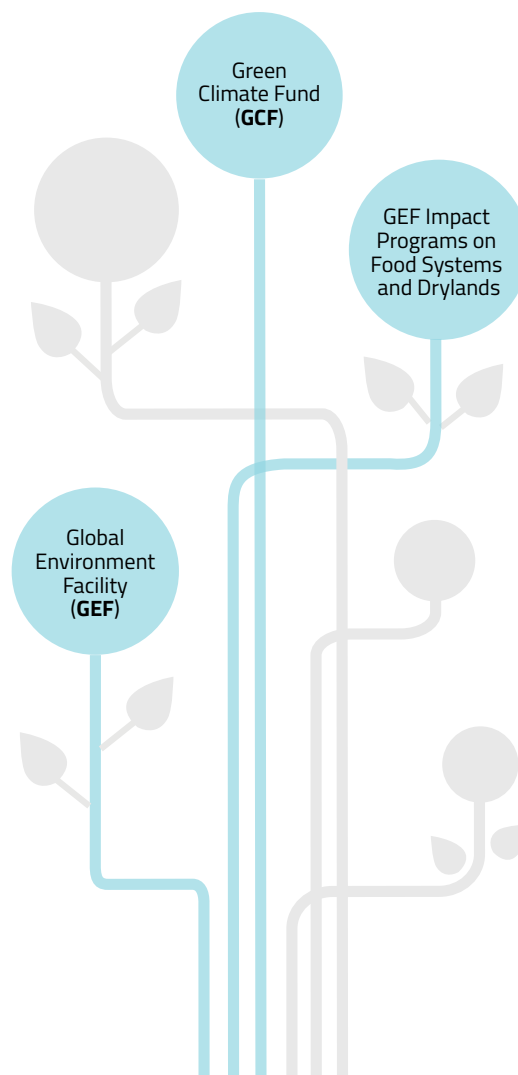 Green
Climate Fund
(GCF)
GEF Impact
Programs on
Food Systems
and Drylands
Global
Environment
Facility
(GEF)